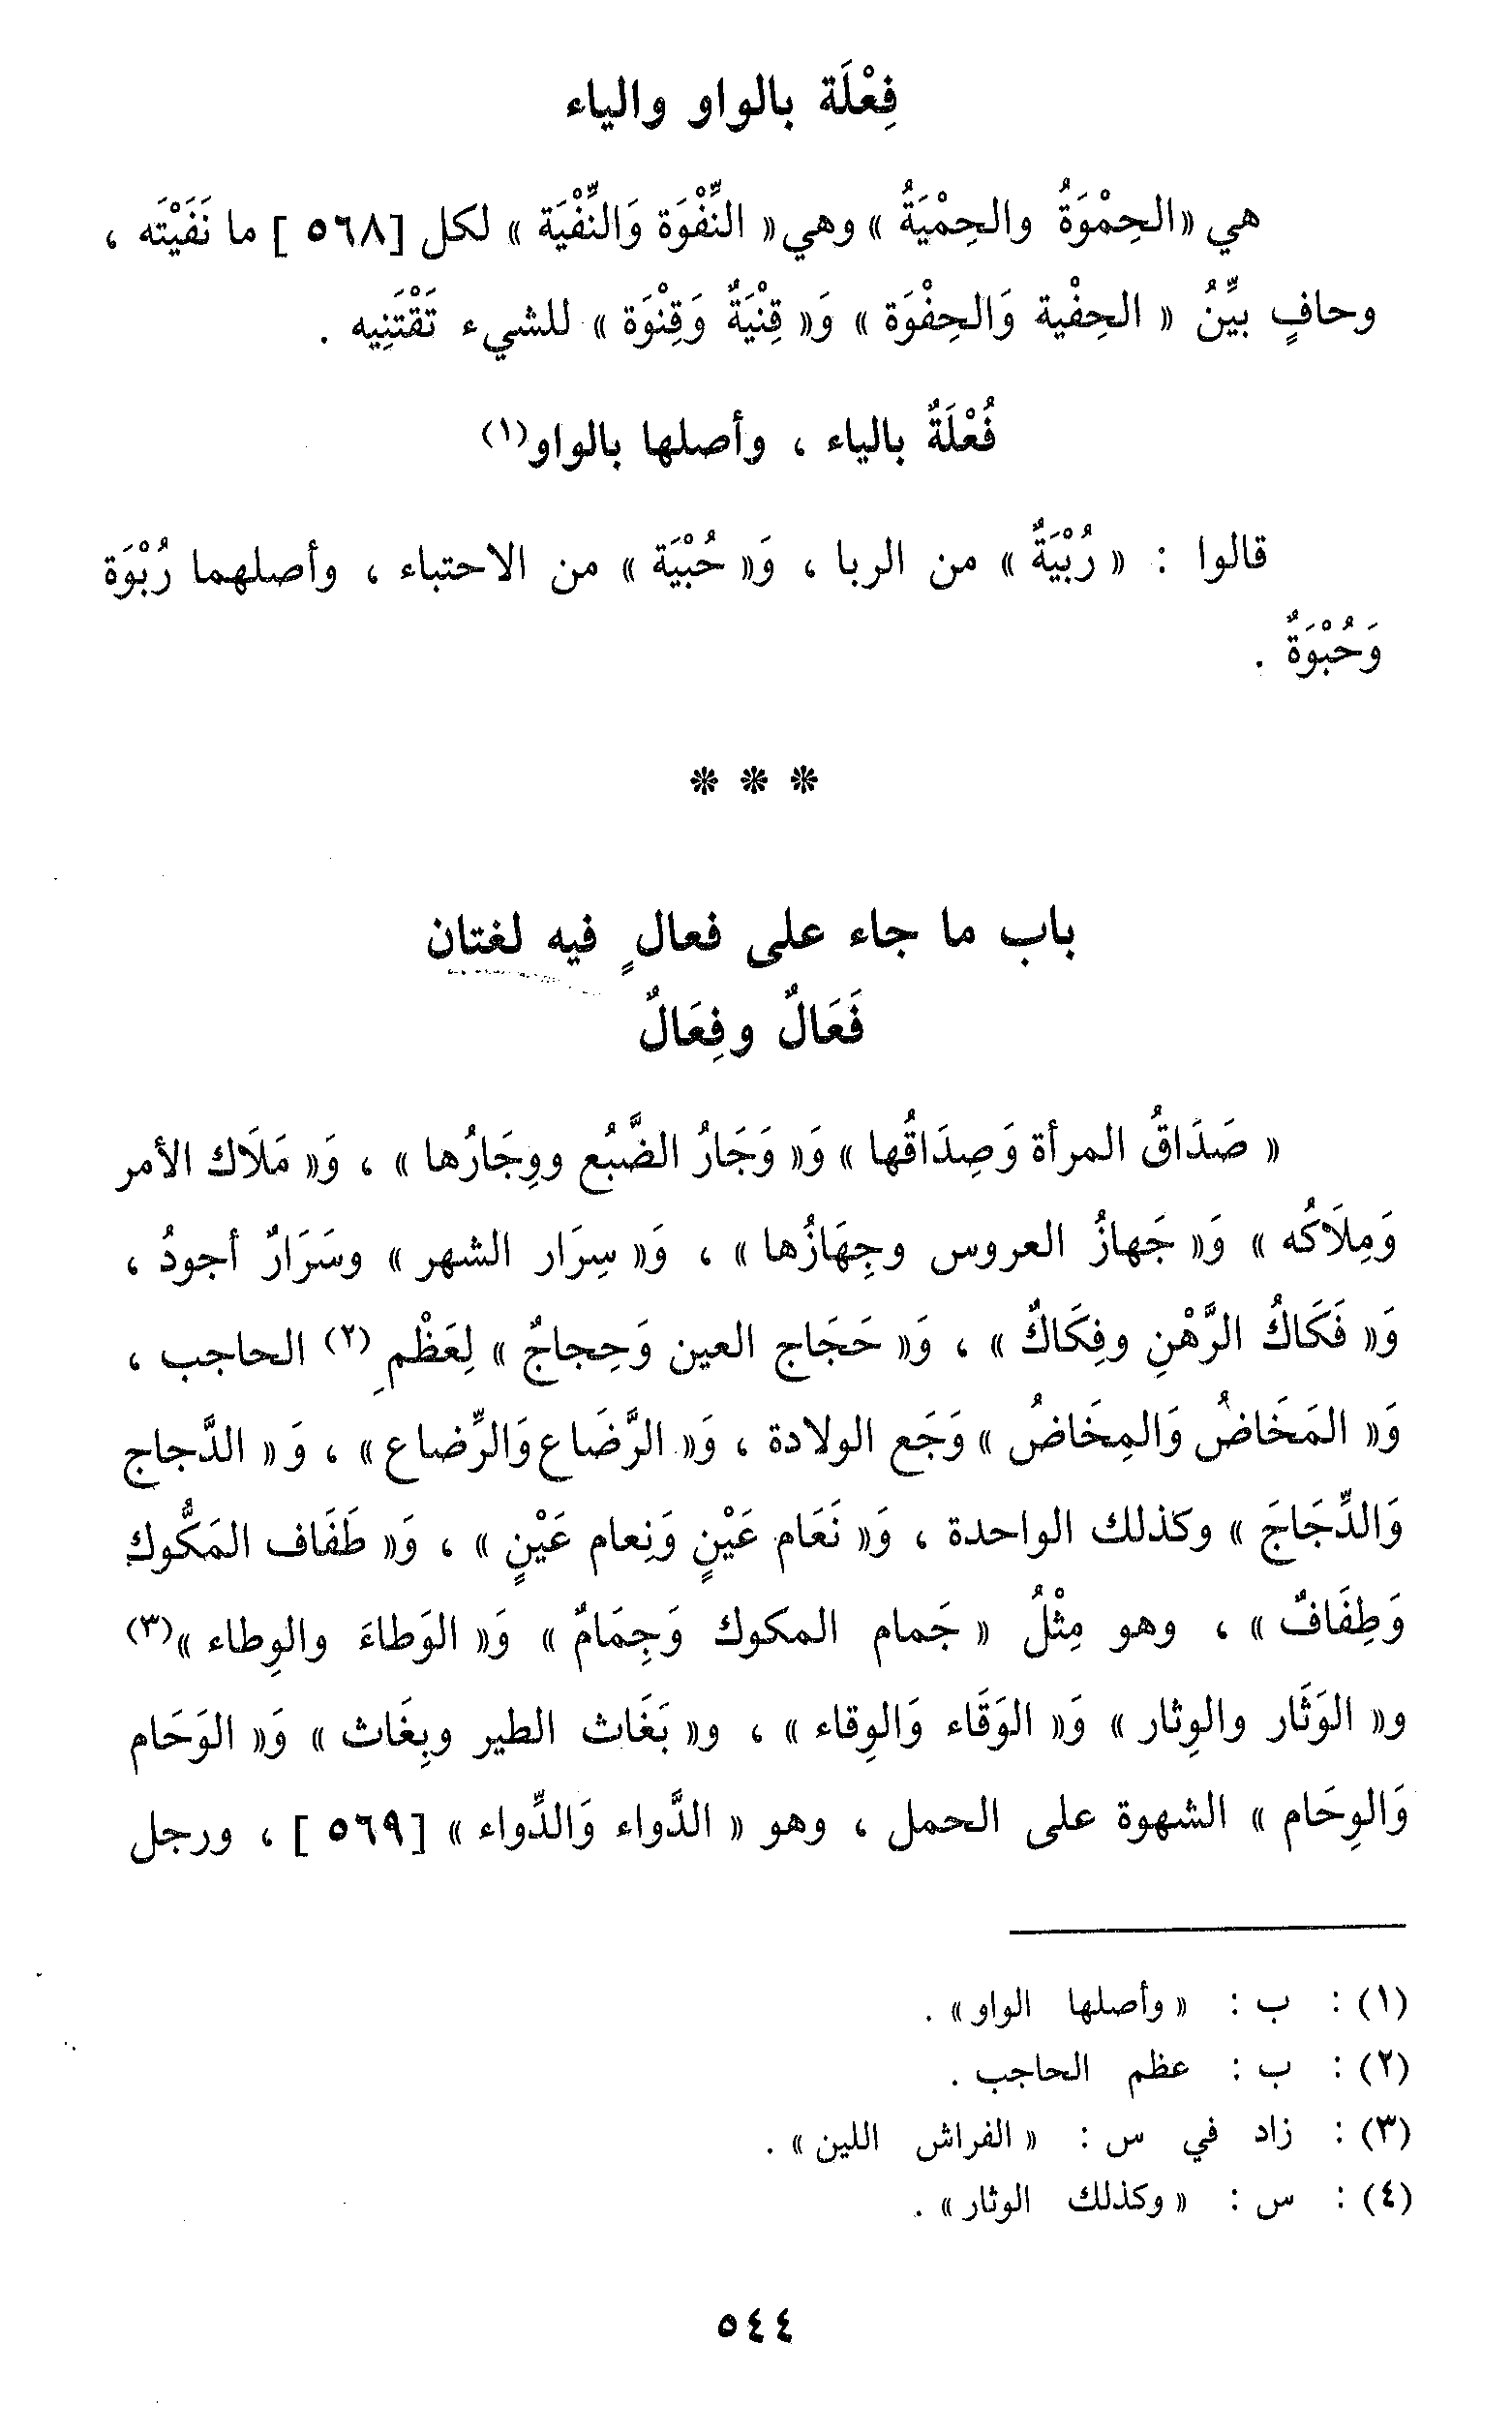 فِعْلَة بالواو والياء
هي «الحِمْوَةُ والحِمْيَةُ» وهي «النِّفْوَة وَالنِّفْيَة» لكل [٥٦٨] ما نَفَيْتَه ،
وحافٍ بيِّنُ «الحِفْية وَالحِفْوَة» وَ«قِنْيَةٌ وَقِنْوَة» للشيء تَقْتَنِيه .
فُعْلَةٌ بالياء ، وأصلها بالواو(١)
قالوا : «رُبْيَةٌ» من الربا ، وَ«حُبْيَة» من الاحتباء ، وأصلهما رُبْوَة
وَحُبْوَةٌ .
* * *
باب ما جاء على فعالٍ فيه لغتان
فَعَالٌ وفِعَالٌ
«صَدَاقُ المرأة وَصِدَاقُها» وَ«وَجَارُ الضَّبُع ووِجَارُها» ، وَ«مَلَاك الأمر
وَمِلَاكُه» وَ«جَهازُ العروس وجِهَازُها» ، وَ«سِرَار الشهر» وسَرَارٌ أجودُ ،
وَ«فَكَاكُ الرَّهْنِ وفِكَاكٌ» ، وَ«حَجَاج العين وَحِجاجٌ» لِعَظْمِ (٢) الحاجب ،
وَ«المَخَاضُ وَالمِخَاضُ» وَجَع الولادة ، وَ«الرَّضَاع وَالرِّضاع» ، وَ«الدَّجاج
وَالدِّجَاجَ» وكذلك الواحدة ، وَ«نَعَام عَيْنٍ وَنِعام عَيْنٍ» ، وَ«طَفَاف المَكُّوك
وَطِفَافٌ» ، وهو مِثْلُ «جَمام المكوك وَجِمَامٌ» وَ«الوَطاءَ والوِطاء»(٣)
و«الوَثَار والوِثار» وَ«الوَقَاء وَالوِقاء» ، و«بَغَاث الطير وبِغَاث» وَ«الوَحَام
وَالوِحَام» الشهوة على الحمل ، وهو «الدَّواء وَالدِّواء» [٥٦٩] ، ورجل
(١) : ب : «وأصلها الواو» .
(٢) : ب : عظم الحاجب .
(٣) : زاد في س : «الفراش اللين» .
(٤) : س : «وكذلك الوثار» .
٥٤٤